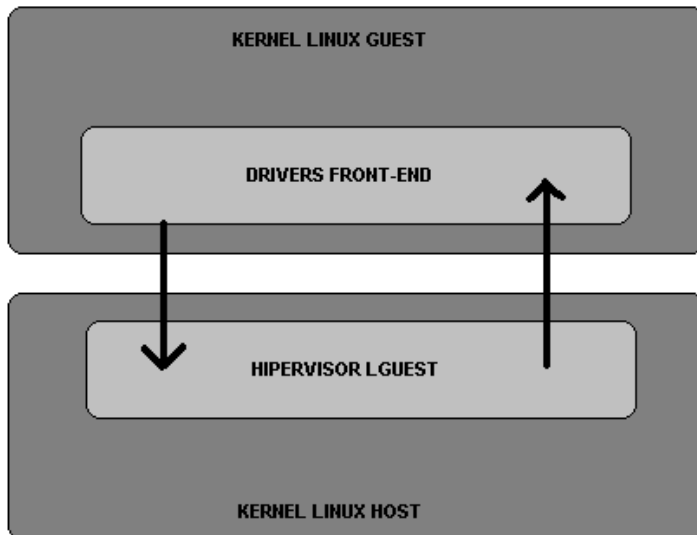 KERNEL LINUX GUEST
DRIVERS FRONT-END
HIPERVISOR LGUEST
KERNEL LINUX HOST